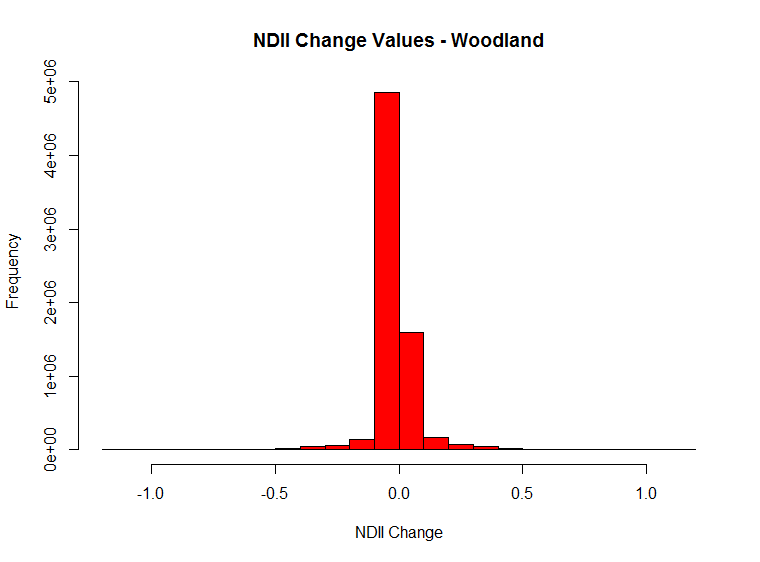 NDII Change Values - Woodland
Frequency
5e+06
4e+06
3e+06
2e+06
1e+06
0e+00
-1.0 -0.5 0.0 0.5 1.0
NDII Change